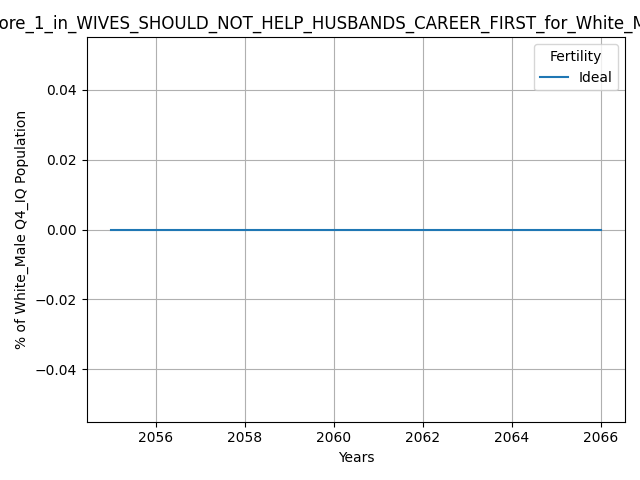 ore_1_in_WIVES_SHOULD_NOT_HELP_HUSBANDS_CAREER_FIRST_for_White_M
Fertility
Ideal
% of White_Male Q4_IQ Population
0.04
0.02
0.00
−0.02
−0.04
2056 2058 2060 2062 2064 2066
Years